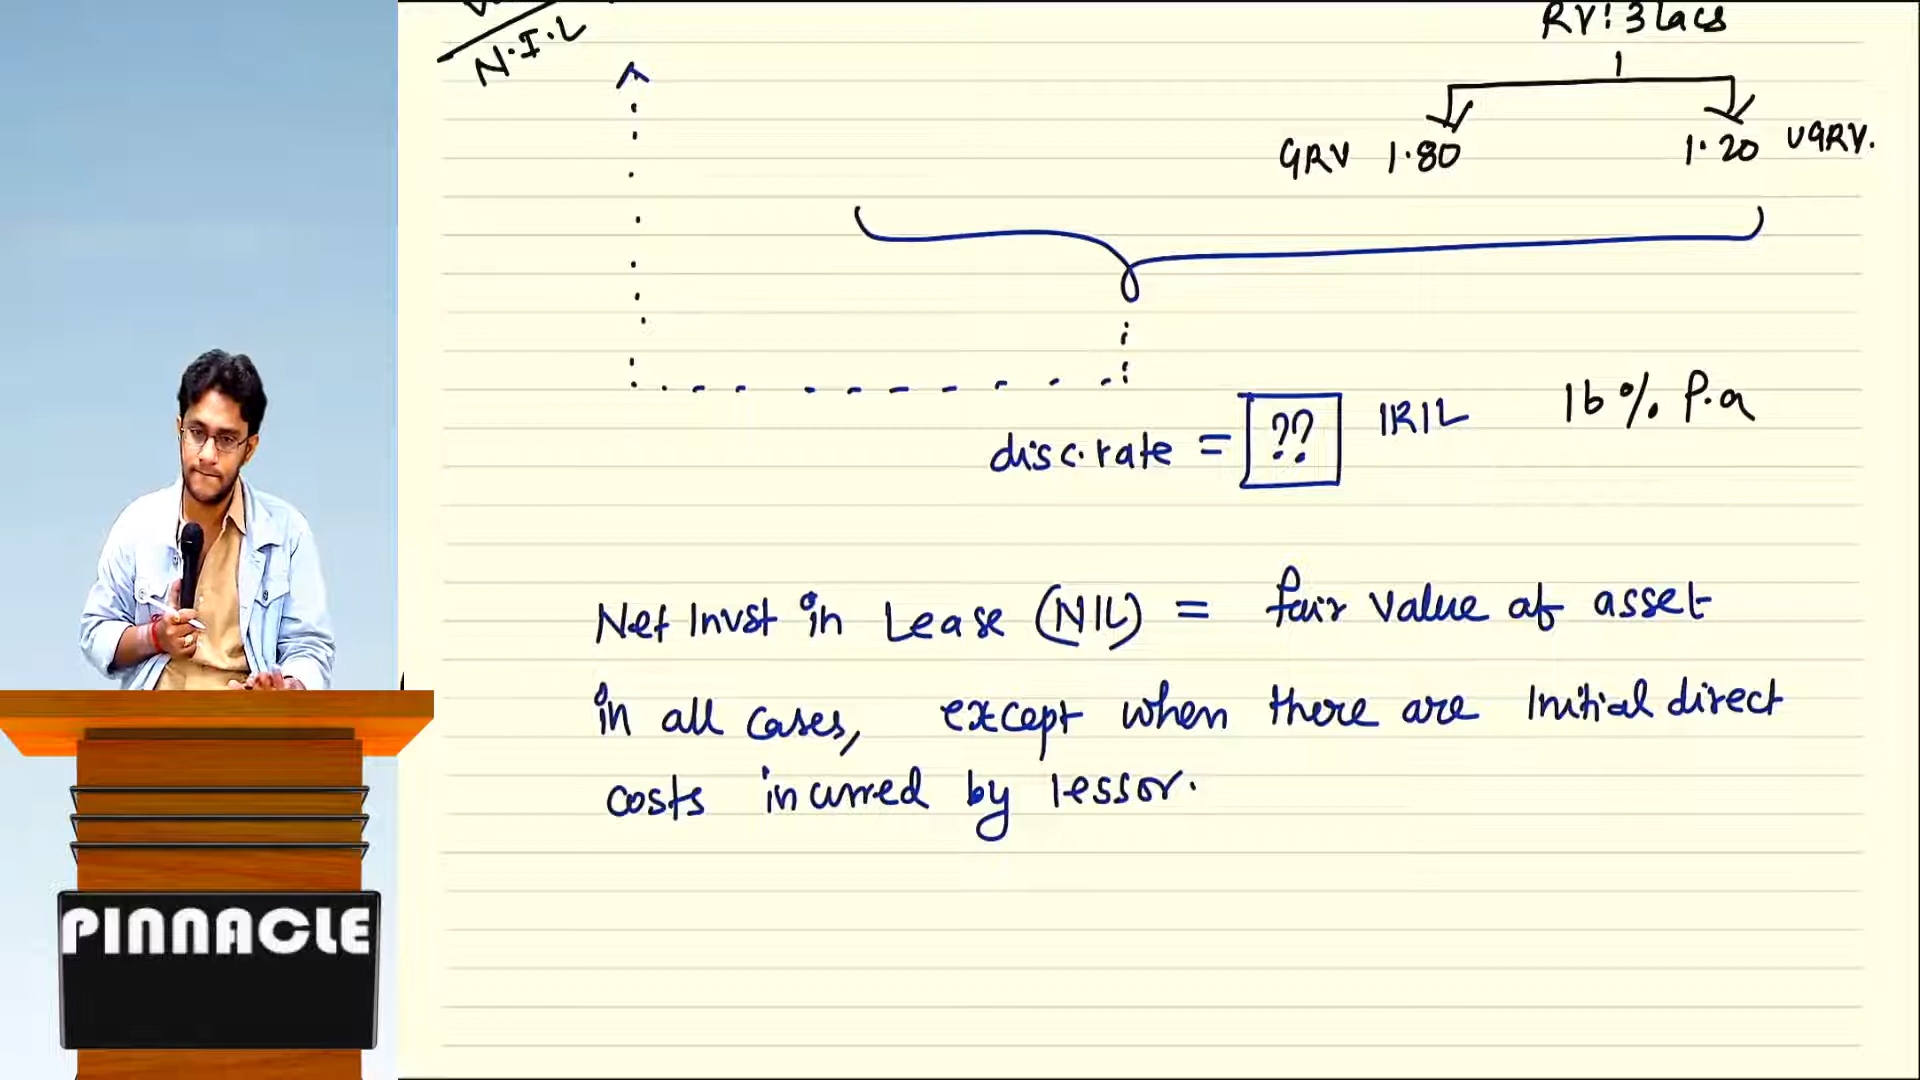 RV: 3 lacs
N.I.L
GRV 1.80
1.20 UGRV.
disc. rate = ?? IRIL 16% P.a
Net Invst in Lease (NIL) = fair value of asset
in all cases, except when there are Initial direct
costs incurred by lessor.
PINNACLE